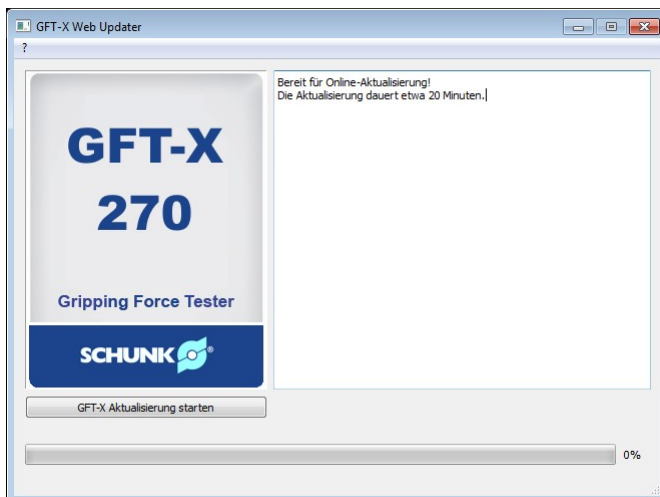 GFT-X Web Updater
?
GFT-X
270
Gripping Force Tester
SCHUNK
Bereit für Online-Aktualisierung!
Die Aktualisierung dauert etwa 20 Minuten.
GFT-X Aktualisierung starten
0%